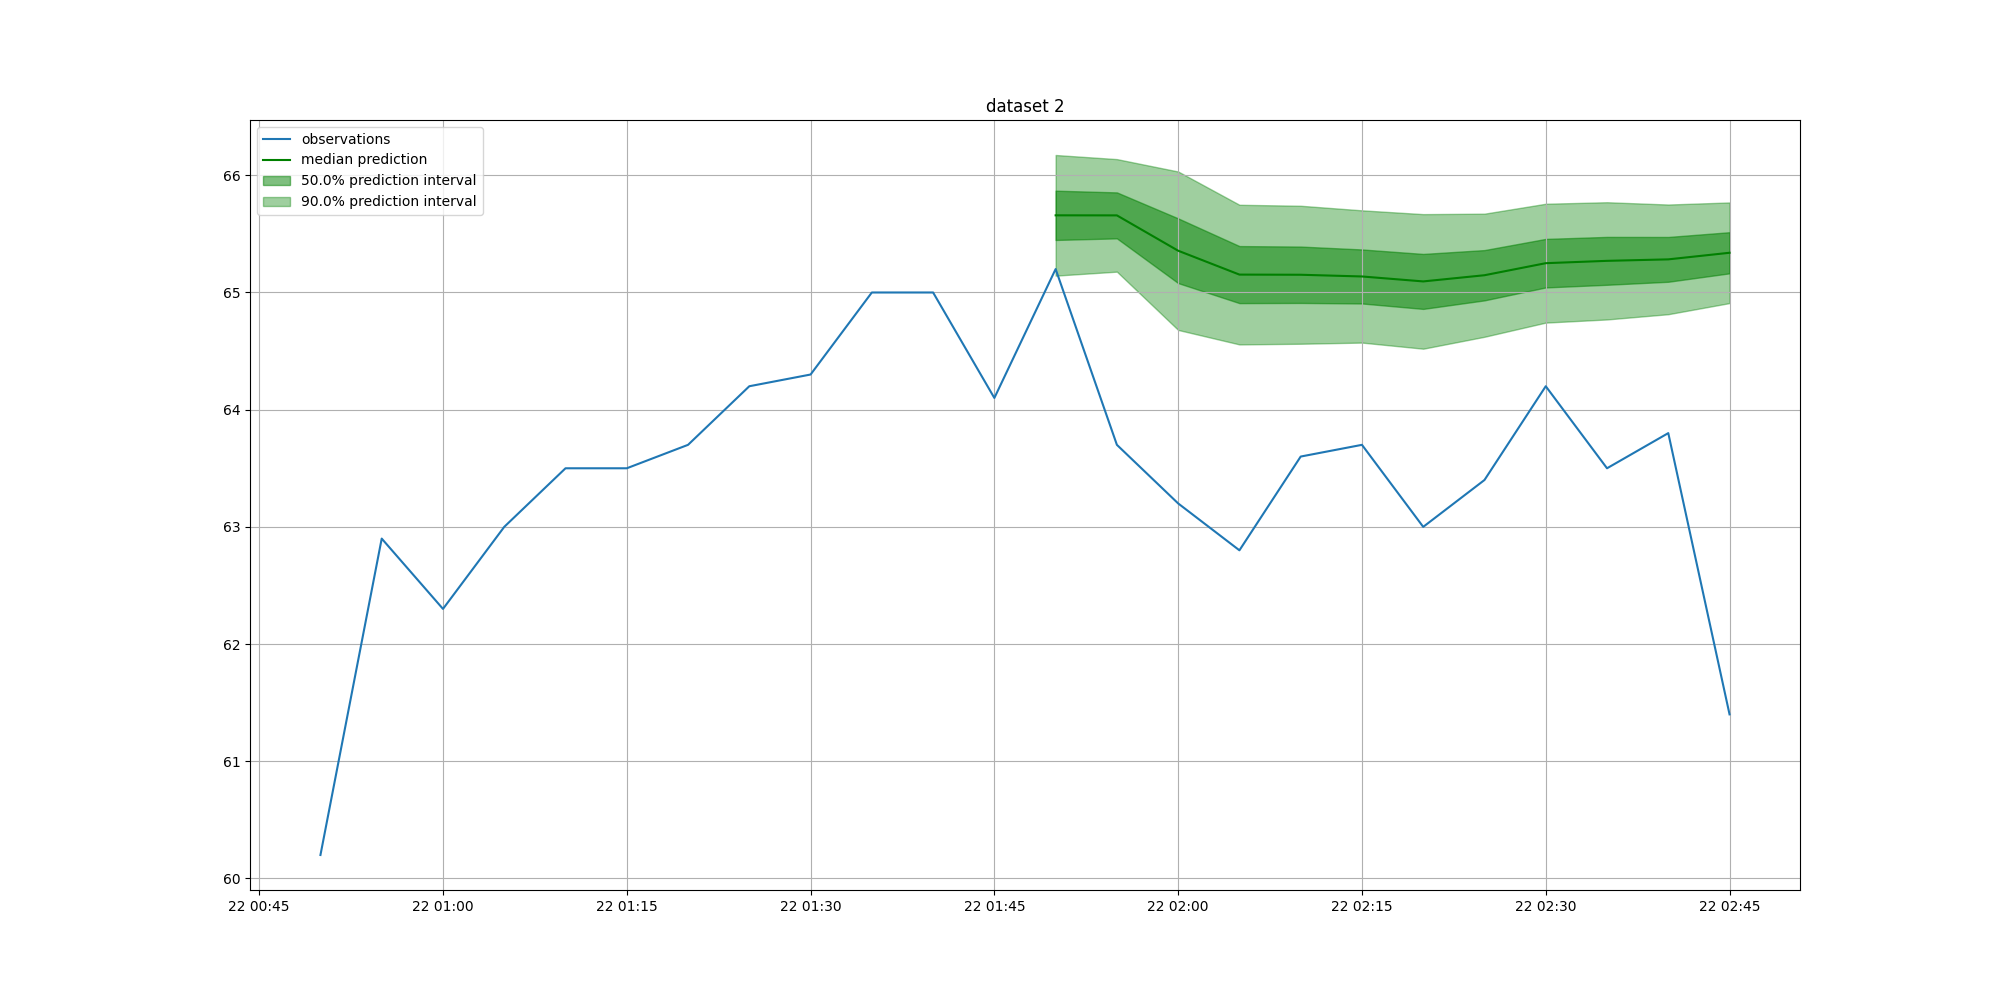 dataset 2
observations
median prediction
50.0% prediction interval
90.0% prediction interval
66
65
64
63
62
61
60
22 00:45 22 01:00 22 01:15 22 01:30 22 01:45 22 02:00 22 02:15 22 02:30 22 02:45